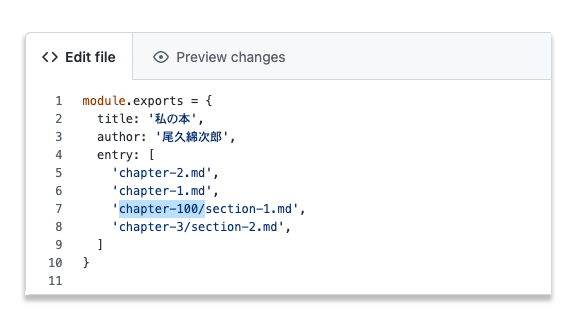 <> Edit file Preview changes
1 module.exports = {
2 title: '私の本',
3 author: '尾久綿次郎',
4 entry: [
5 'chapter-2.md',
6 'chapter-1.md',
7 'chapter-100/section-1.md',
8 'chapter-3/section-2.md',
9 ]
10 }
11